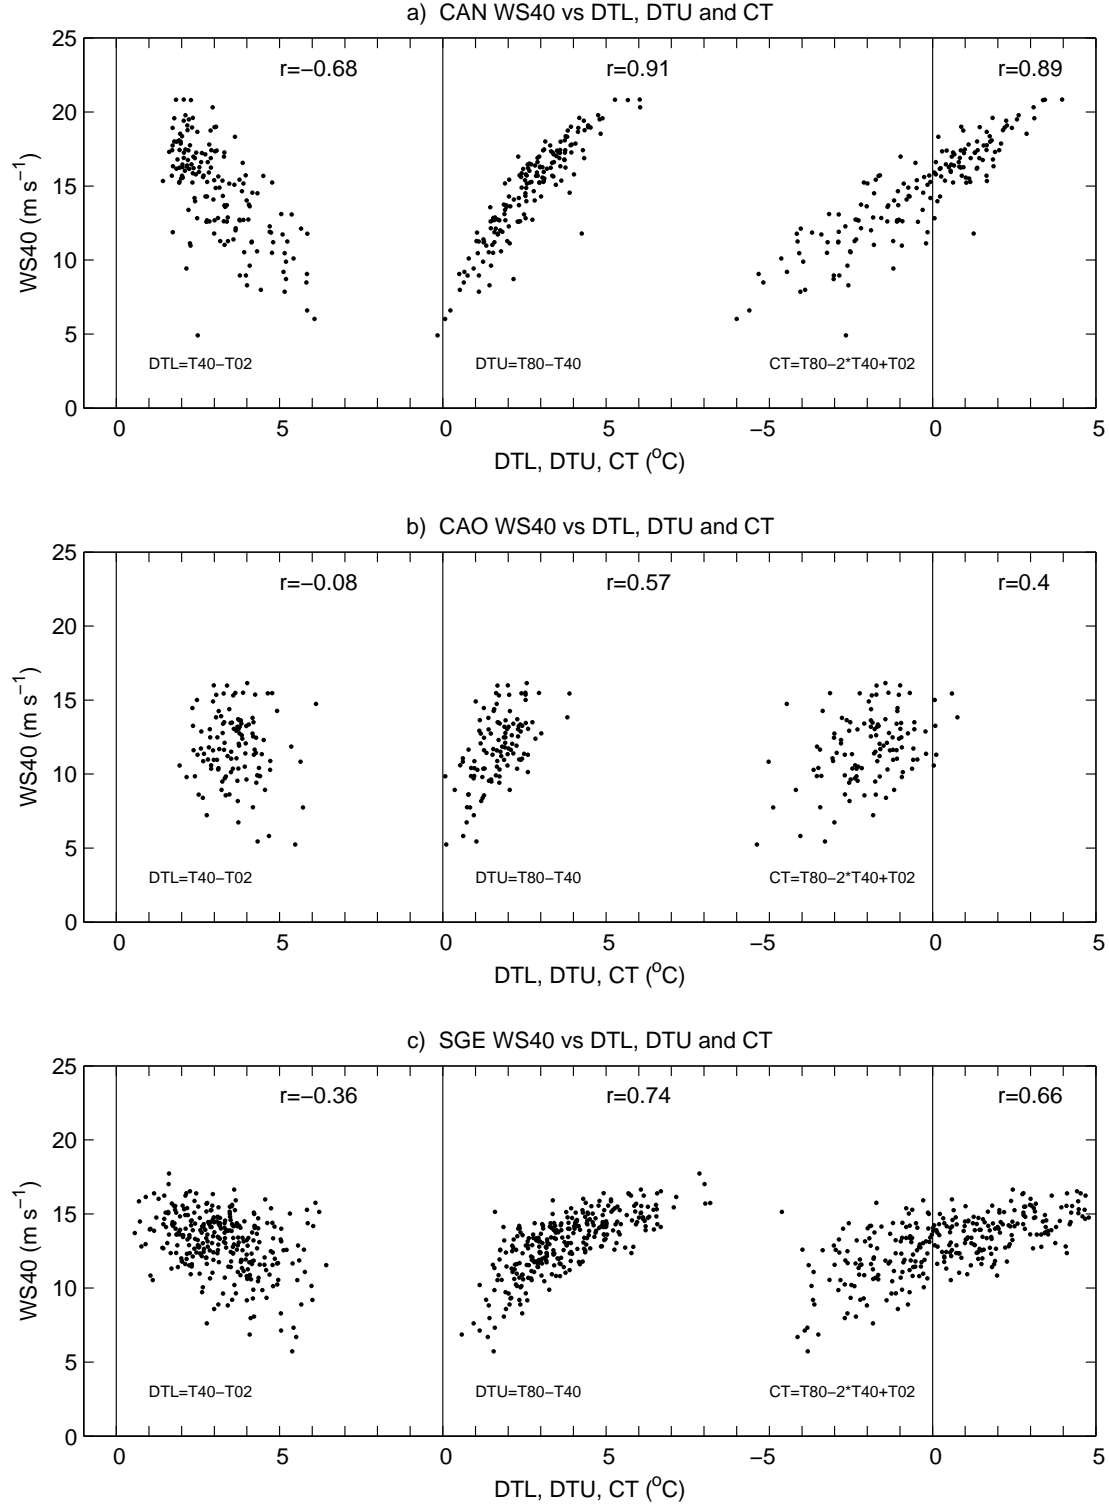 a) CAN WS40 vs DTL, DTU and CT
25
20
15
10
5
0
WS40 (m s−1)
r=−0.68
r=0.91
r=0.89
DTL=T40−T02
DTU=T80−T40
CT=T80−2*T40+T02
0 5 0 5 −5 0 5
DTL, DTU, CT (oC)
b) CAO WS40 vs DTL, DTU and CT
25
20
15
10
5
0
WS40 (m s−1)
r=−0.08
r=0.57
r=0.4
DTL=T40−T02
DTU=T80−T40
CT=T80−2*T40+T02
0 5 0 5 −5 0 5
DTL, DTU, CT (oC)
c) SGE WS40 vs DTL, DTU and CT
25
20
15
10
5
0
WS40 (m s−1)
r=−0.36
r=0.74
r=0.66
DTL=T40−T02
DTU=T80−T40
CT=T80−2*T40+T02
0 5 0 5 −5 0 5
DTL, DTU, CT (oC)